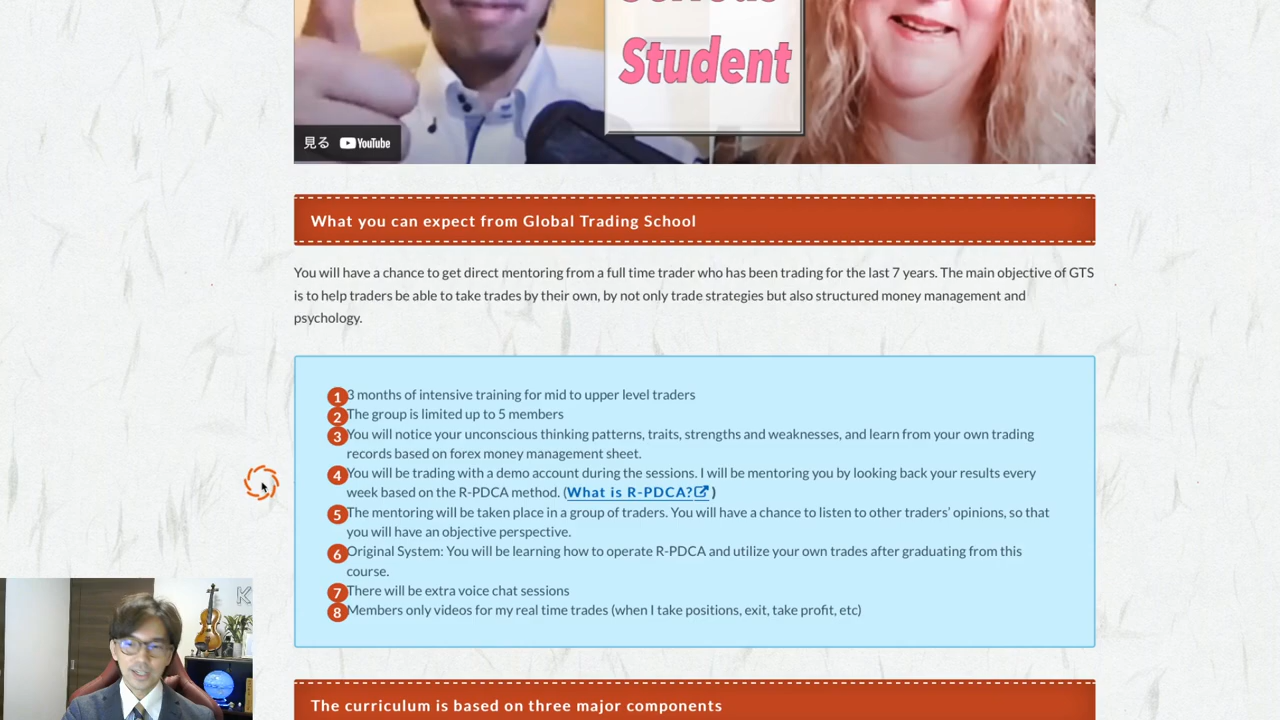 Student
見る YouTube
What you can expect from Global Trading School
You will have a chance to get direct mentoring from a full time trader who has been trading for the last 7 years. The main objective of GTS
is to help traders be able to take trades by their own, by not only trade strategies but also structured money management and
psychology.
1 3 months of intensive training for mid to upper level traders
2 The group is limited up to 5 members
3 You will notice your unconscious thinking patterns, traits, strengths and weaknesses, and learn from your own trading
records based on forex money management sheet.
4 You will be trading with a demo account during the sessions. I will be mentoring you by looking back your results every
week based on the R-PDCA method. (What is R-PDCA? )
5 The mentoring will be taken place in a group of traders. You will have a chance to listen to other traders’ opinions, so that
you will have an objective perspective.
6 Original System: You will be learning how to operate R-PDCA and utilize your own trades after graduating from this
course.
7 There will be extra voice chat sessions
8 Members only videos for my real time trades (when I take positions, exit, take profit, etc)
K
The curriculum is based on three major components